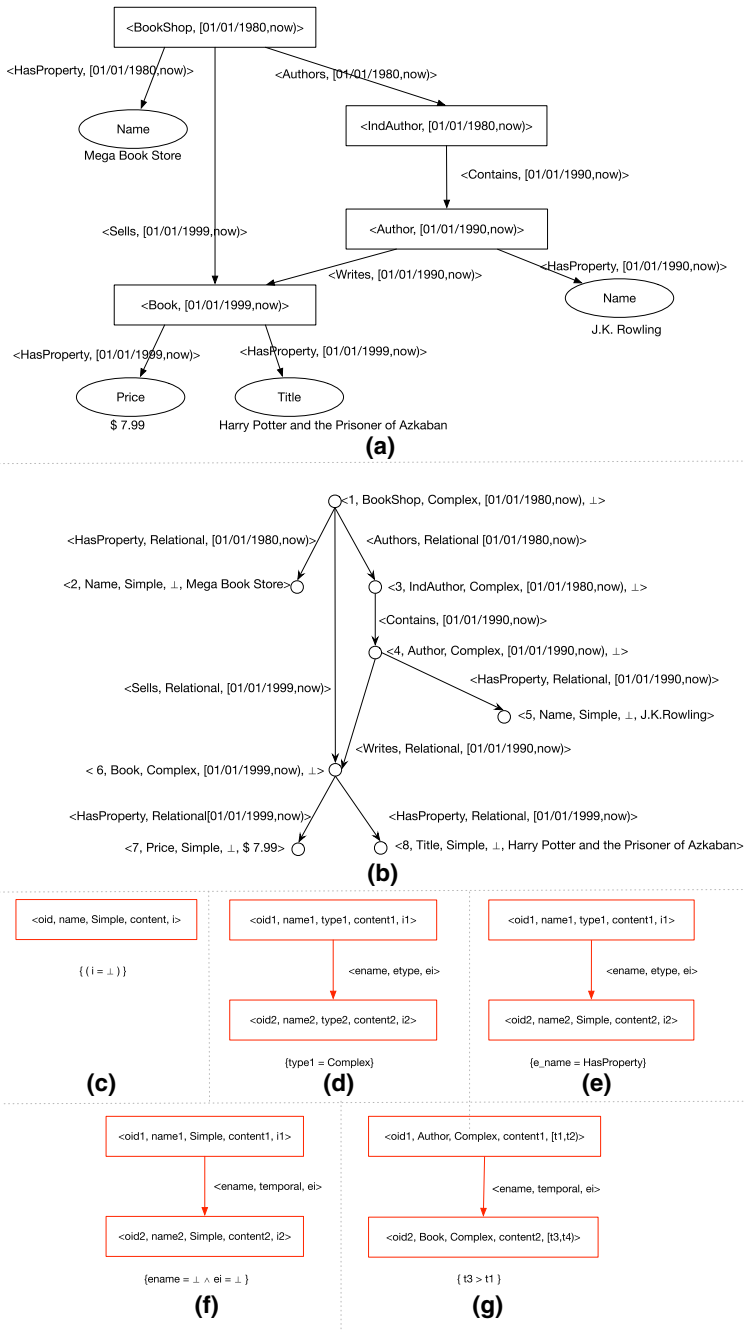 <BookShop, [01/01/1980,now)>
<HasProperty, [01/01/1980,now)>
<Authors, [01/01/1980,now)>
Name
Mega Book Store
<IndAuthor, [01/01/1980,now)>
<Contains, [01/01/1990,now)>
<Sells, [01/01/1999,now)>
<Author, [01/01/1990,now)>
<Writes, [01/01/1990,now)>
<HasProperty, [01/01/1990,now)>
<Book, [01/01/1999,now)>
Name
J.K. Rowling
<HasProperty, [01/01/1999,now)>
<HasProperty, [01/01/1999,now)>
Price
Title
$ 7.99
Harry Potter and the Prisoner of Azkaban
(a)
<1, BookShop, Complex, [01/01/1980,now), ⊥>
<HasProperty, Relational, [01/01/1980,now)>
<Authors, Relational [01/01/1980,now)>
<2, Name, Simple, ⊥, Mega Book Store>
<3, IndAuthor, Complex, [01/01/1980,now), ⊥>
<Contains, [01/01/1990,now)>
<4, Author, Complex, [01/01/1990,now), ⊥>
<HasProperty, Relational, [01/01/1990,now)>
<Sells, Relational, [01/01/1999,now)>
<5, Name, Simple, ⊥, J.K.Rowling>
<Writes, Relational, [01/01/1990,now)>
< 6, Book, Complex, [01/01/1999,now), ⊥>
<HasProperty, Relational[01/01/1999,now)>
<HasProperty, Relational, [01/01/1999,now)>
<7, Price, Simple, ⊥, $ 7.99>
<8, Title, Simple, ⊥, Harry Potter and the Prisoner of Azkaban>
(b)
<oid, name, Simple, content, i>
{ ( i = ⊥ ) }
(c)
<oid1, name1, type1, content1, i1>
<ename, etype, ei>
<oid2, name2, type2, content2, i2>
{type1 = Complex}
(d)
<oid1, name1, type1, content1, i1>
<ename, etype, ei>
<oid2, name2, Simple, content2, i2>
{e_name = HasProperty}
(e)
<oid1, name1, Simple, content1, i1>
<ename, temporal, ei>
<oid2, name2, Simple, content2, i2>
{ename = ⊥ ∧ ei = ⊥ }
(f)
<oid1, Author, Complex, content1, [t1,t2)>
<ename, temporal, ei>
<oid2, Book, Complex, content2, [t3,t4)>
{ t3 > t1 }
(g)